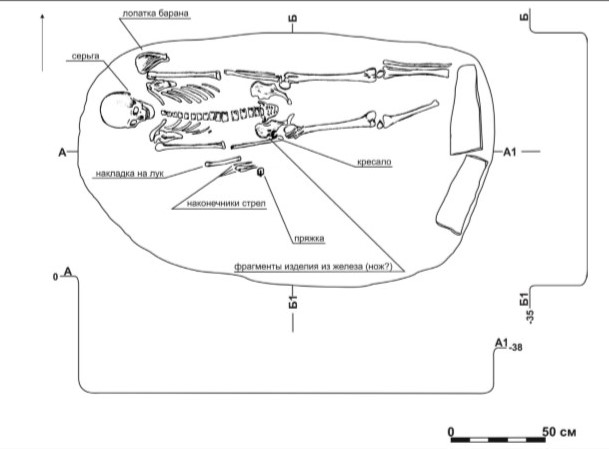 лопатка барана
Б
Б
серьга
А
А1
кресало
накладка на лук
наконечники стрел
пряжка
фрагменты изделия из железа (нож?)
0 А
Б1
Б1
-35
А1 -38
0 50 см